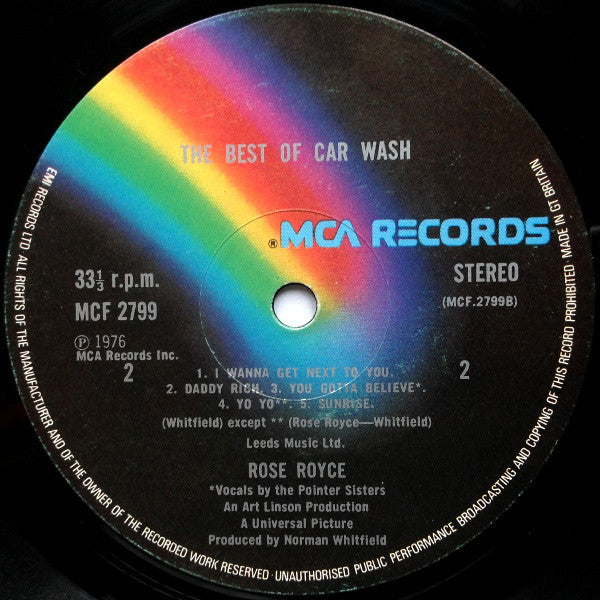 THE BEST OF CAR WASH
® MCA RECORDS
33⅓ r.p.m.
STEREO
MCF 2799
(MCF.2799B)
Ⓟ 1976
MCA Records Inc.
2
2
1. I WANNA GET NEXT TO YOU.
2. DADDY RICH. 3. YOU GOTTA BELIEVE*.
4. YO YO**. 5. SUNRISE.
(Whitfield) except ** (Rose Royce—Whitfield)
Leeds Music Ltd.
ROSE ROYCE
*Vocals by the Pointer Sisters
An Art Linson Production
A Universal Picture
Produced by Norman Whitfield
EMI RECORDS LTD ALL RIGHTS OF THE MANUFACTURER AND OF THE OWNER OF THE RECORDED WORK RESERVED · UNAUTHORISED PUBLIC PERFORMANCE BROADCASTING AND COPYING OF THIS RECORD PROHIBITED MADE IN GT BRITAIN